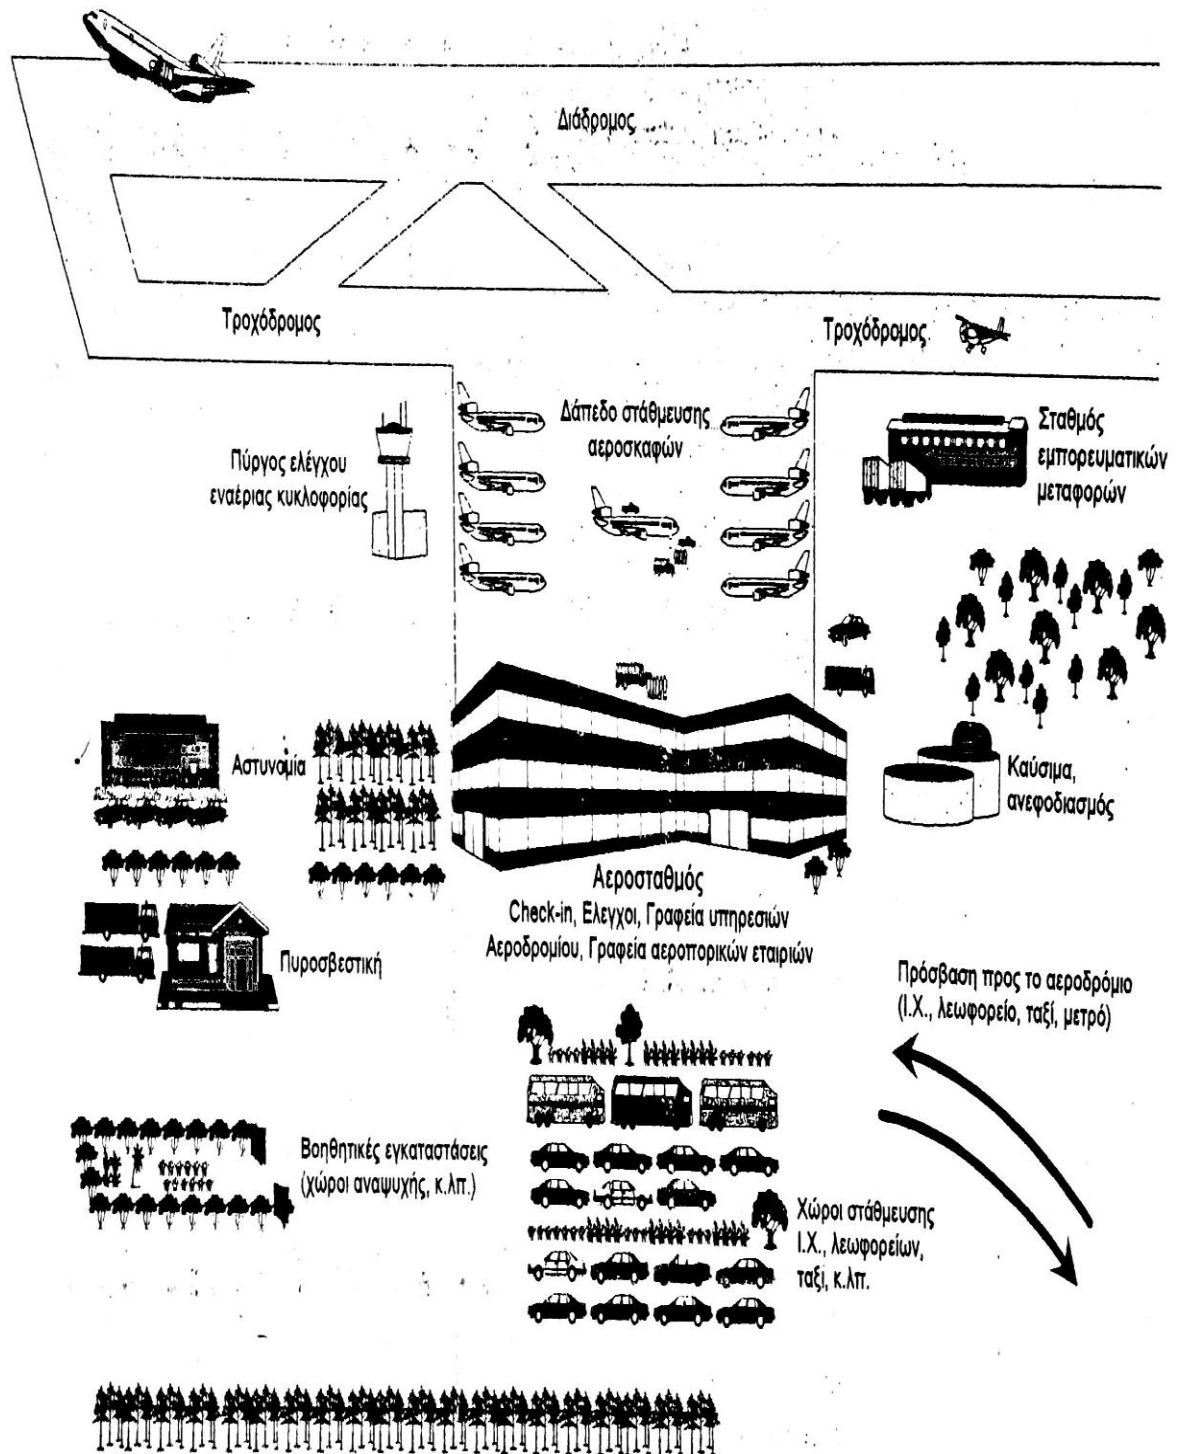 Διάδρομος
Τροχόδρομος
Τροχόδρομος
Δάπεδο στάθμευσης
αεροσκαφών
Σταθμός
εμπορευματικών
μεταφορών
Πύργος ελέγχου
εναέριας κυκλοφορίας
Αστυνομία
Καύσιμα,
ανεφοδιασμός
Αεροσταθμός
Check-in, Ελεγχοι, Γραφεία υπηρεσιών
Αεροδρομίου, Γραφεία αεροπορικών εταιριών
Πυροσβεστική
Πρόσβαση προς το αεροδρόμιο
(Ι.Χ., λεωφορείο, ταξί, μετρό)
Βοηθητικές εγκαταστάσεις
(χώροι αναψυχής, κ.λπ.)
Χώροι στάθμευσης
Ι.Χ., λεωφορείων,
ταξί, κ.λπ.